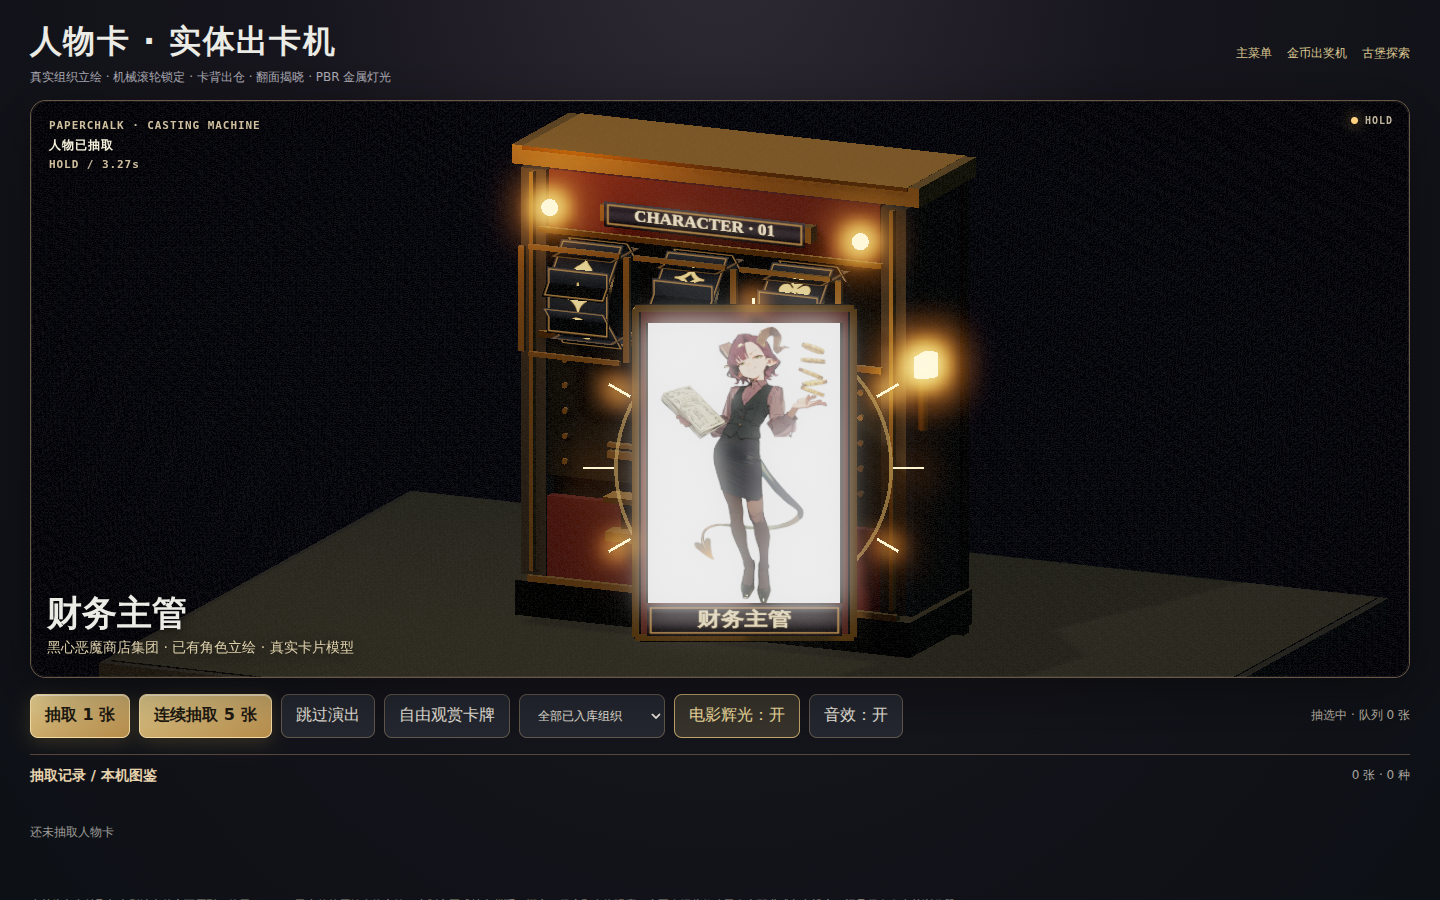 人物卡 · 实体出卡机
真实组织立绘 · 机械滚轮锁定 · 卡背出仓 · 翻面揭晓 · PBR 金属灯光
主菜单 金币出奖机 古堡探索
PAPERCHALK · CASTING MACHINE
人物已抽取
HOLD / 3.27s
HOLD
CHARACTER · 01
财务主管
财务主管
黑心恶魔商店集团 · 已有角色立绘 · 真实卡片模型
抽取 1 张 连续抽取 5 张 跳过演出 自由观赏卡牌 全部已入库组织 电影辉光：开 音效：开
抽选中 · 队列 0 张
抽取记录 / 本机图鉴
0 张 · 0 种
还未抽取人物卡